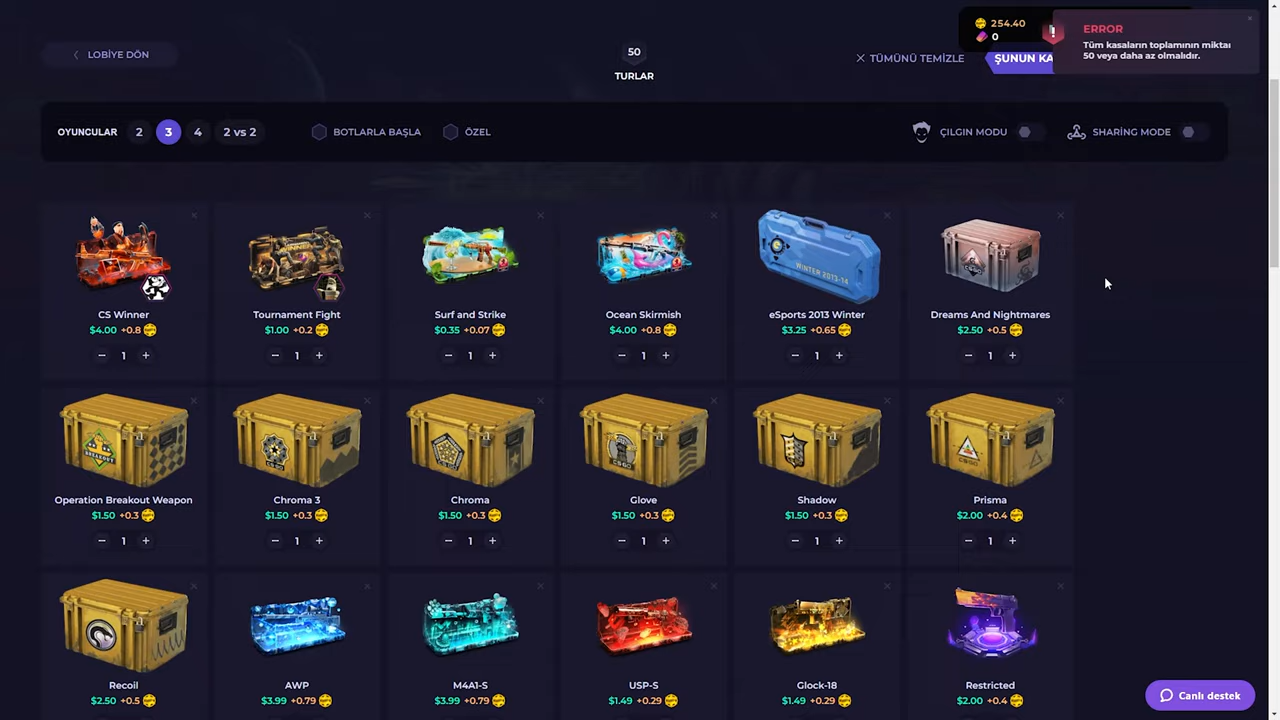 254.40
0
ERROR
Tüm kasaların toplamının miktaı
50 veya daha az olmalıdır.
LOBİYE DÖN
50
TURLAR
TÜMÜNÜ TEMİZLE
ŞUNUN KA
OYUNCULAR 2 3 4 2 vs 2 BOTLARLA BAŞLA ÖZEL ÇILGIN MODU SHARING MODE
CS Winner
$4.00 +0.8
1
Tournament Fight
$1.00 +0.2
1
Surf and Strike
$0.35 +0.07
1
Ocean Skirmish
$4.00 +0.8
1
WINTER 2013-14
eSports 2013 Winter
$3.25 +0.65
1
Dreams And Nightmares
$2.50 +0.5
1
BREAKOUT
Operation Breakout Weapon
$1.50 +0.3
1
Chroma 3
$1.50 +0.3
1
Chroma
$1.50 +0.3
1
Glove
$1.50 +0.3
1
Shadow
$1.50 +0.3
1
Prisma
$2.00 +0.4
1
Recoil
$2.50 +0.5
AWP
$3.99 +0.79
M4A1-S
$3.99 +0.79
USP-S
$1.49 +0.29
Glock-18
$1.49 +0.29
Restricted
$2.00 +0.4
Canlı destek